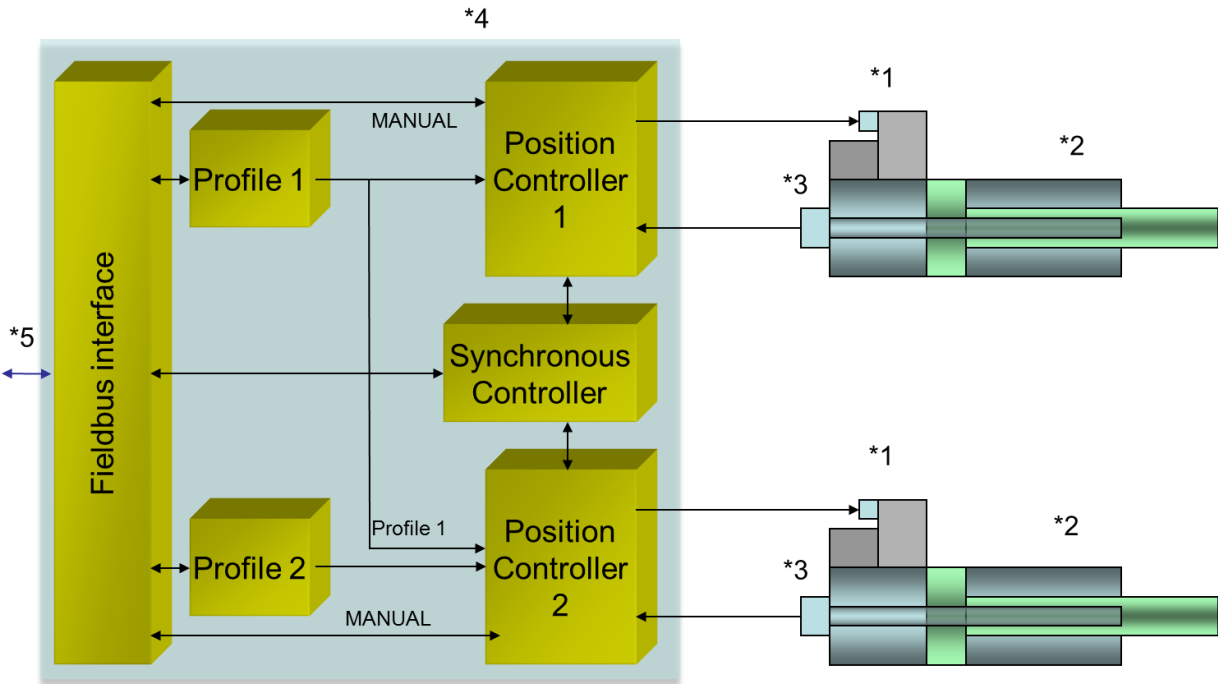 *4
*1
MANUAL
Position
Controller
1
*2
Profile 1
*3
Fieldbus interface
*5
Synchronous
Controller
*1
Profile 1
Position
Controller
2
*2
Profile 2
*3
MANUAL